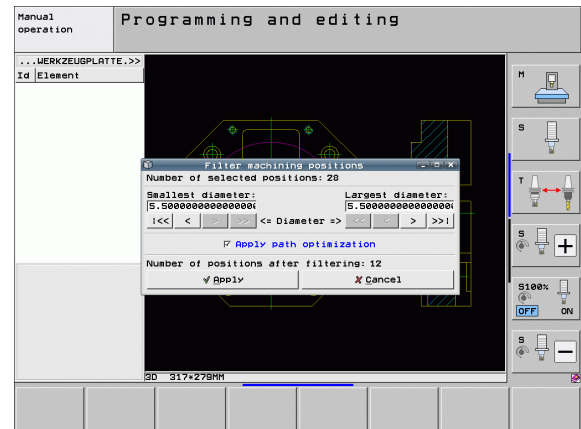 Manual
operation
Programming and editing
...WERKZEUGPLATTE.>>
Id Element
Filter machining positions
Number of selected positions: 28
Smallest diameter: Largest diameter:
5.5000000000000000 5.5000000000000000
|<< < > >> <= Diameter => << < > >>|
Apply path optimization
Number of positions after filtering: 12
Apply Cancel
3D 317*279MM
M
S
T
S
+
S100%
OFF ON
S
−